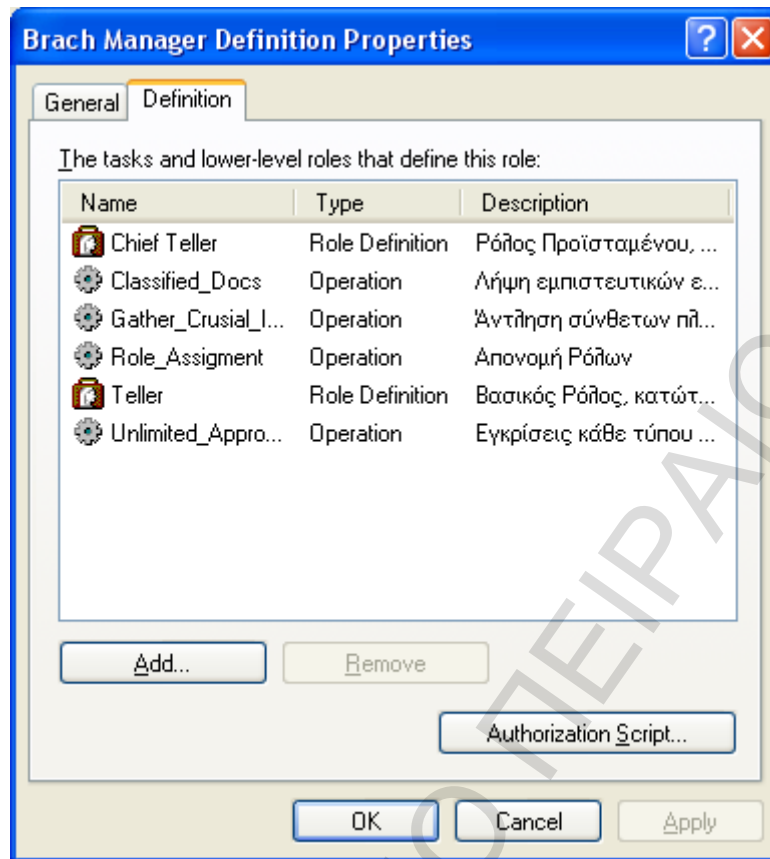 Brach Manager Definition Properties
General Definition
The tasks and lower-level roles that define this role:
Name Type Description
Chief Teller Role Definition Ρόλος Προϊσταμένου, ...
Classified_Docs Operation Λήψη εμπιστευτικών ε...
Gather_Crusial_I... Operation Άντληση σύνθετων πλ...
Role_Assigment Operation Απονομή Ρόλων
Teller Role Definition Βασικός Ρόλος, κατώτ...
Unlimited_Appro... Operation Εγκρίσεις κάθε τύπου ...
Add... Remove
Authorization Script...
OK Cancel Apply
ΠΕΙΡΑΙΟ